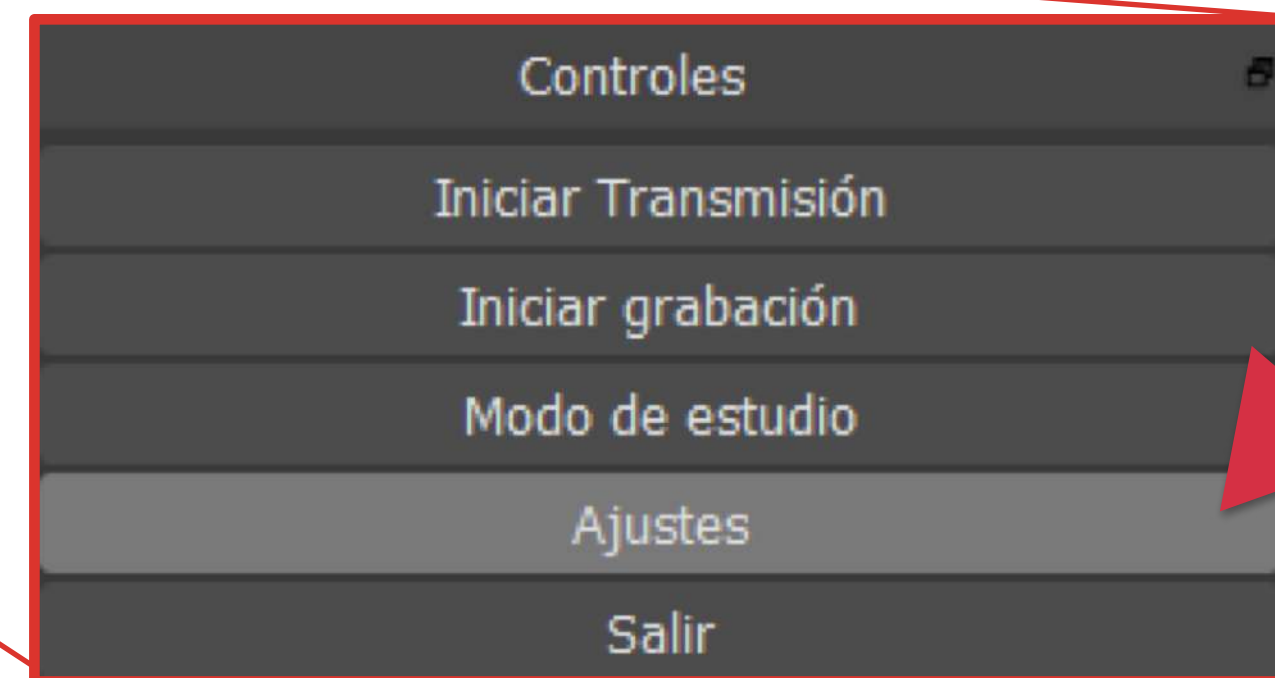 Controles
Iniciar Transmisión
Iniciar grabación
Modo de estudio
Ajustes
Salir